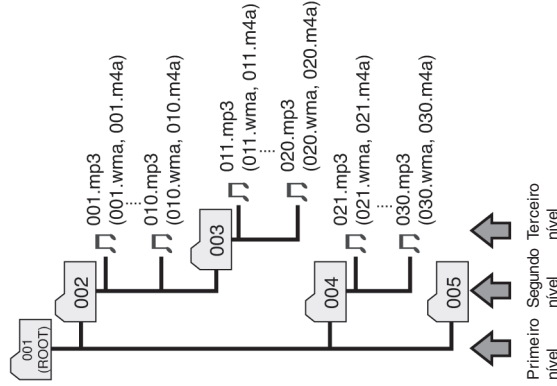 001
(ROOT)
002
001.mp3
(001.wma, 001.m4a)
010.mp3
(010.wma, 010.m4a)
003
011.mp3
(011.wma, 011.m4a)
020.mp3
(020.wma, 020.m4a)
004
021.mp3
(021.wma, 021.m4a)
030.mp3
(030.wma, 030.m4a)
005
Primeiro
nível
Segundo
nível
Terceiro
nível